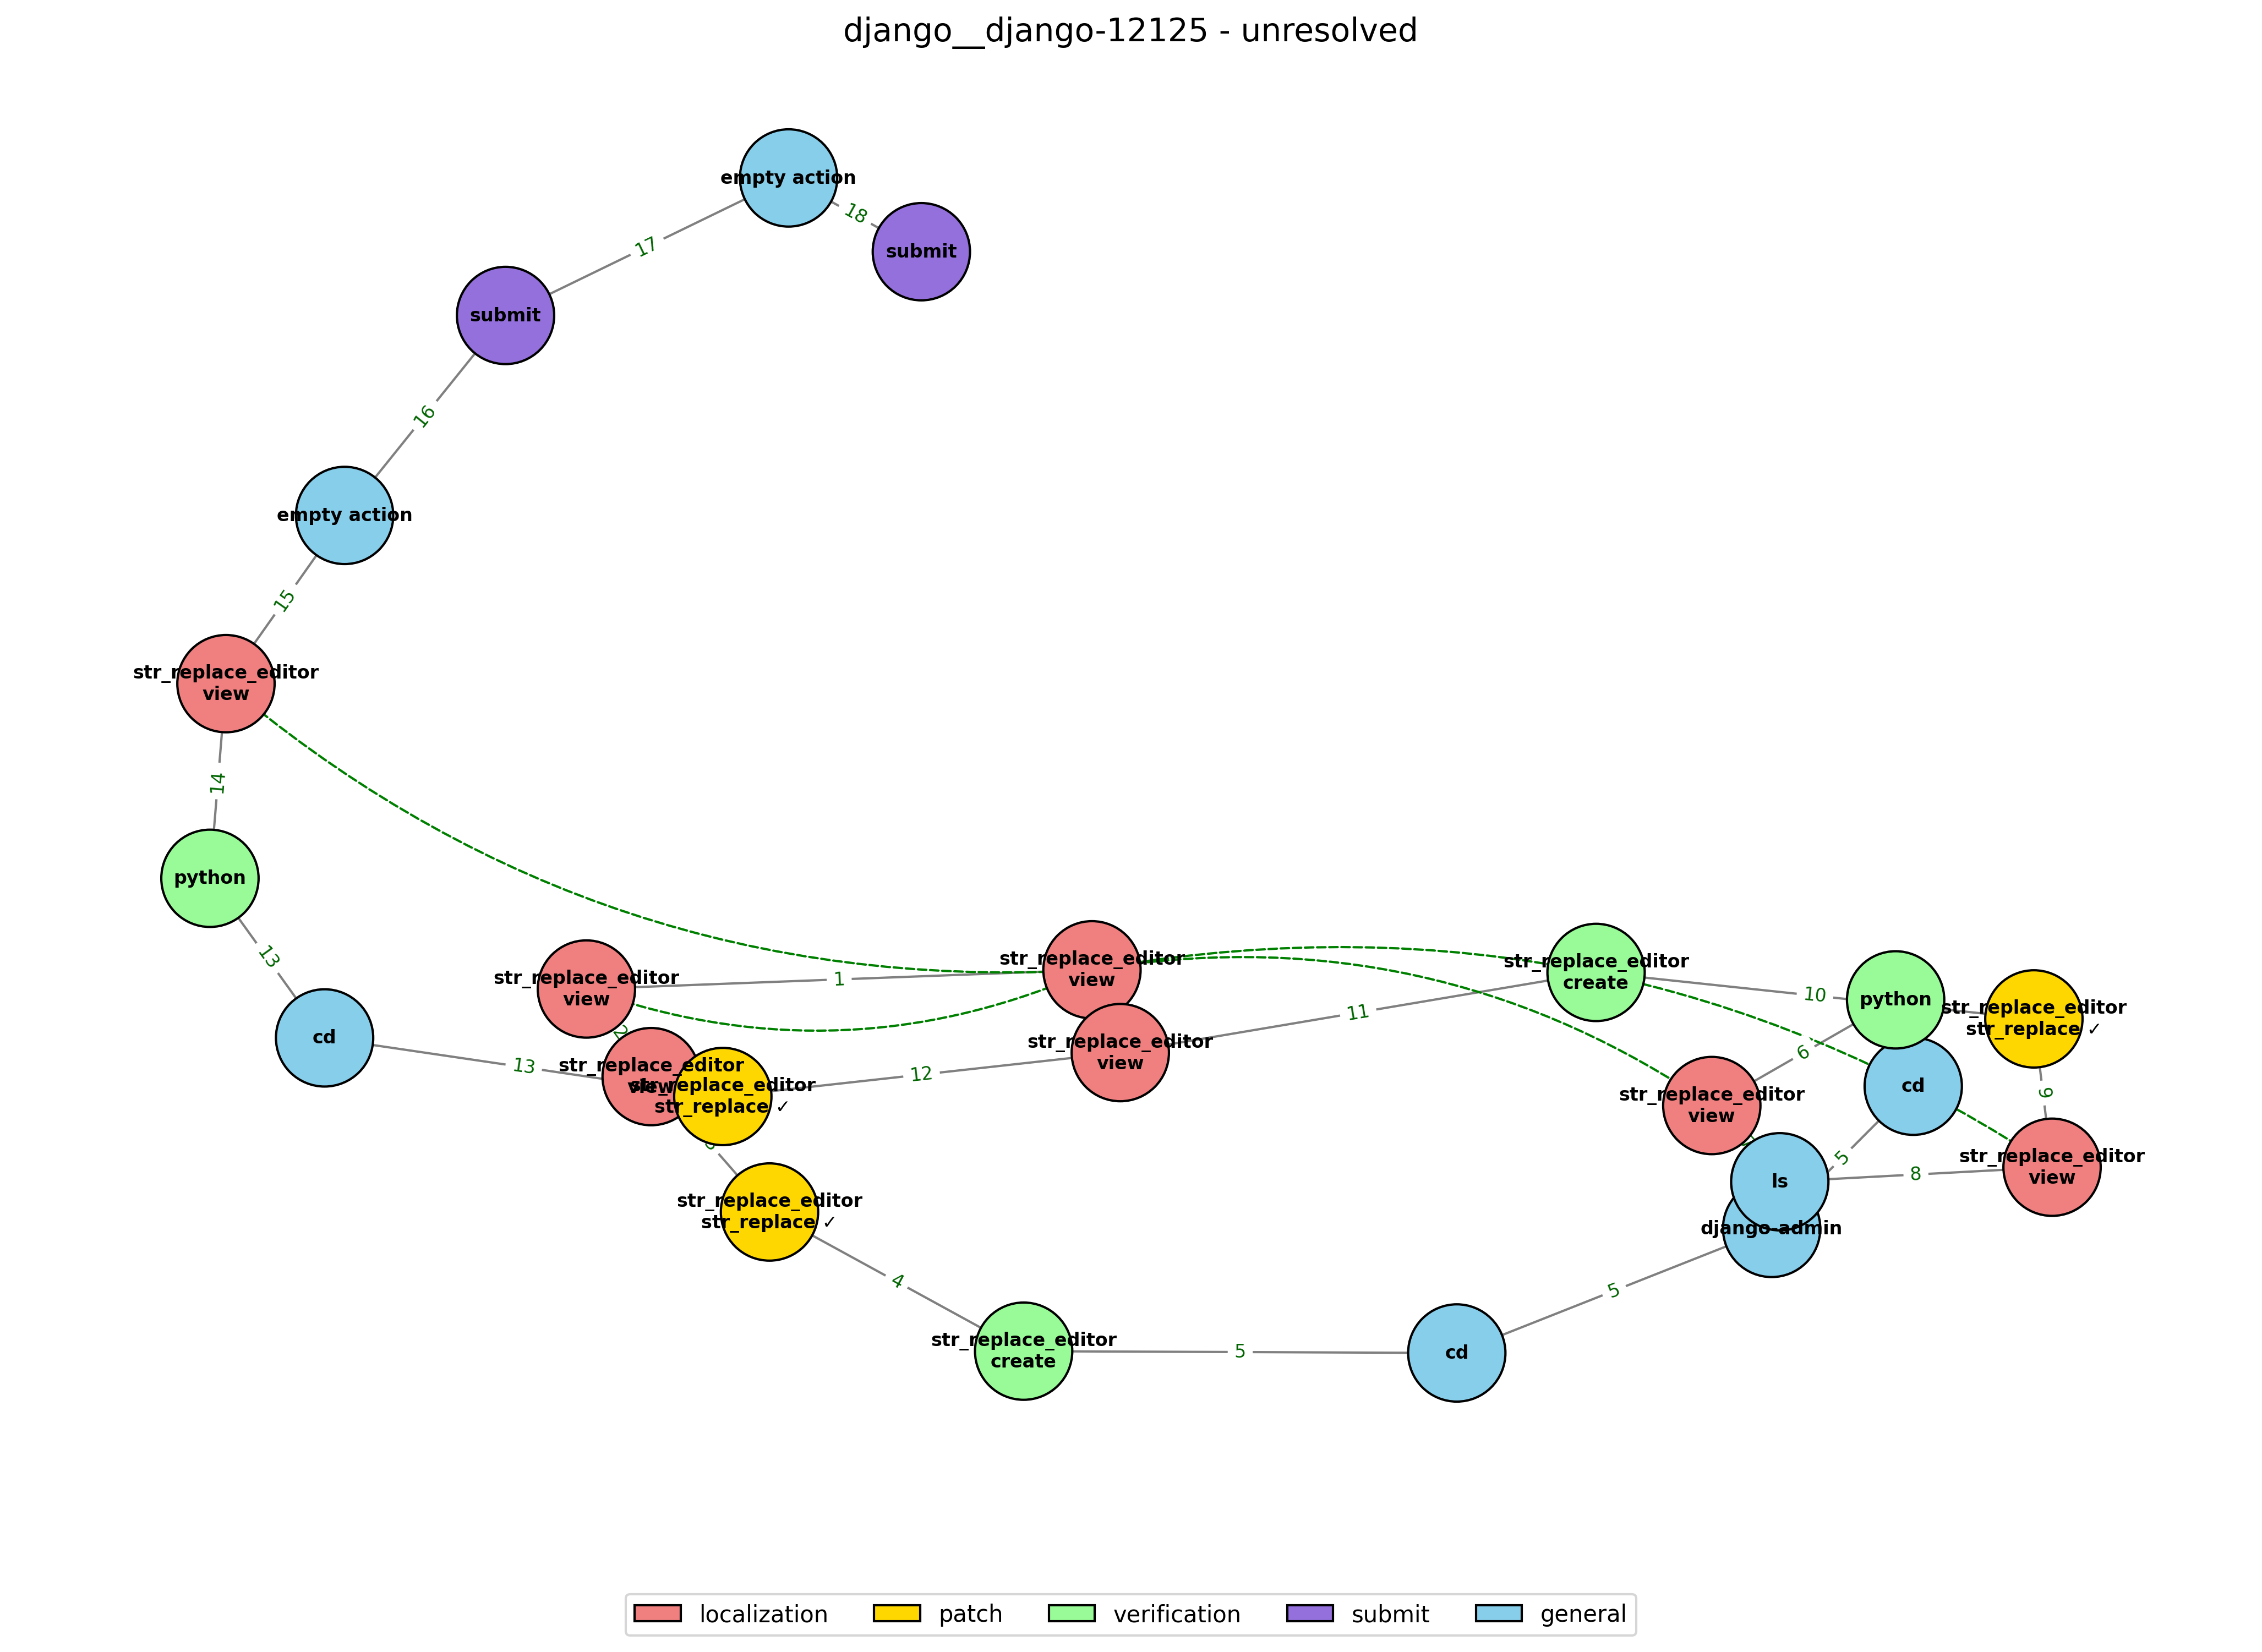 django__django-12125 - unresolved
empty action
18
submit
17
submit
16
empty action
15
str_replace_editor
view
14
python
13
cd
13
str_replace_editor
view
1
str_replace_editor
view
2
str_replace_editor
view
str_replace_editor
str_replace ✓
12
str_replace_editor
view
11
str_replace_editor
create
10
python
str_replace_editor
str_replace ✓
6
cd
9
str_replace_editor
view
5
ls
8
str_replace_editor
view
django-admin
str_replace_editor
str_replace ✓
4
5
str_replace_editor
create
5
cd
localization
patch
verification
submit
general